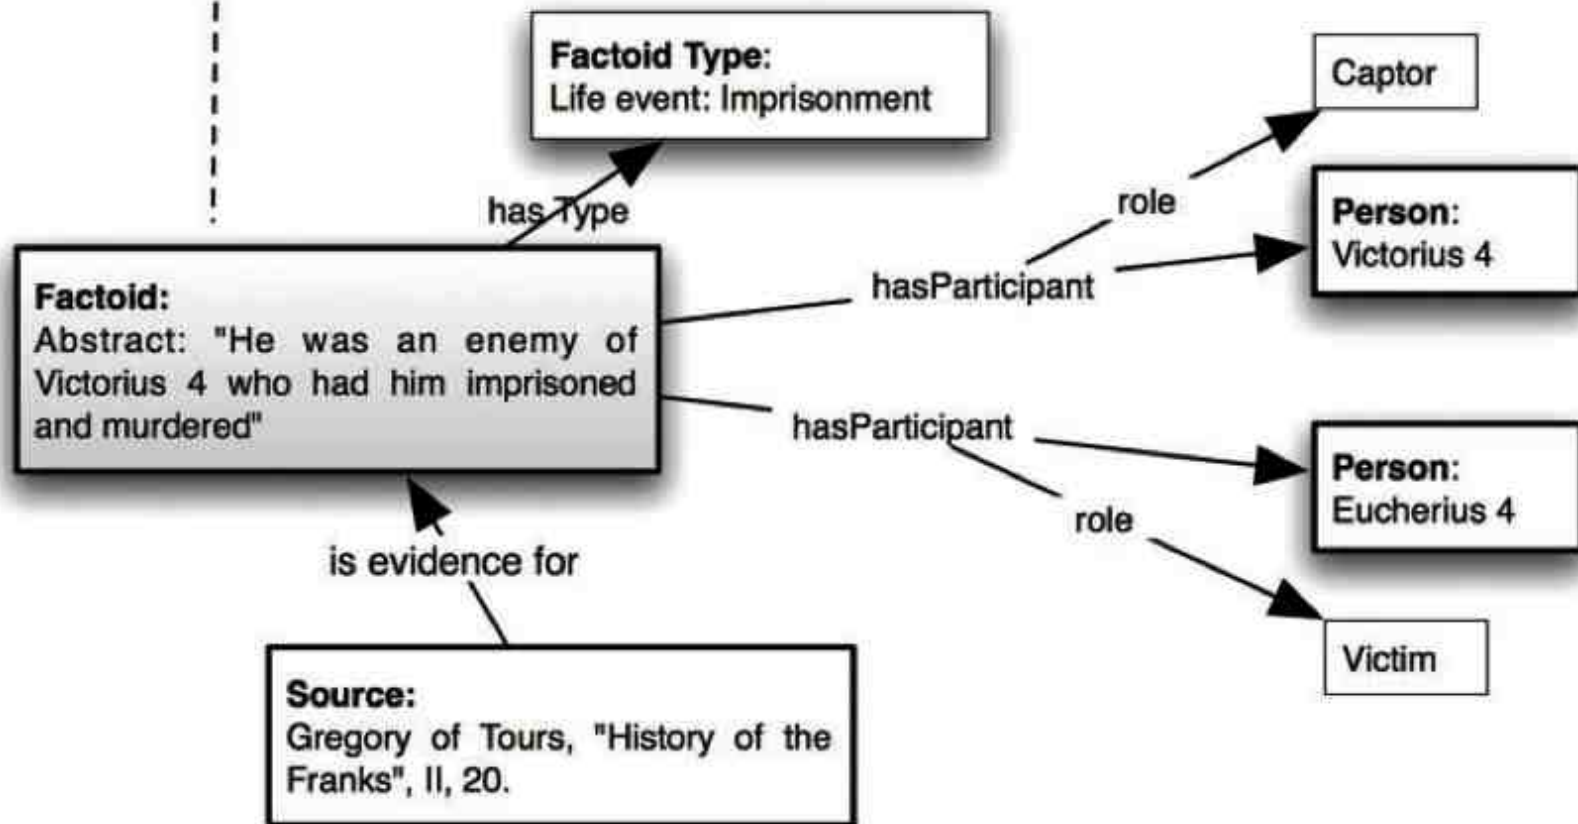 Factoid Type:
Life event: Imprisonment
Captor
has Type
role
Person:
Victorius 4
hasParticipant
Factoid:
Abstract: "He was an enemy of
Victorius 4 who had him imprisoned
and murdered"
hasParticipant
Person:
Eucherius 4
role
is evidence for
Victim
Source:
Gregory of Tours, "History of the
Franks", II, 20.